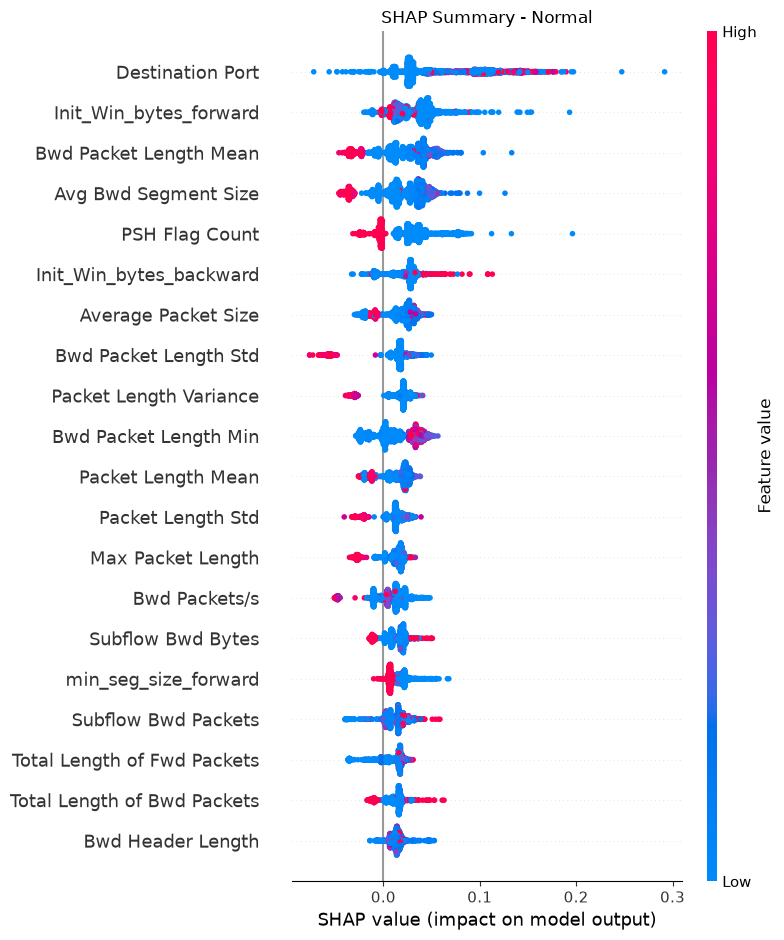 SHAP Summary - Normal
High
Destination Port
Init_Win_bytes_forward
Bwd Packet Length Mean
Avg Bwd Segment Size
PSH Flag Count
Init_Win_bytes_backward
Average Packet Size
Bwd Packet Length Std
Packet Length Variance
Bwd Packet Length Min
Packet Length Mean
Packet Length Std
Max Packet Length
Bwd Packets/s
Subflow Bwd Bytes
min_seg_size_forward
Subflow Bwd Packets
Total Length of Fwd Packets
Total Length of Bwd Packets
Bwd Header Length
Feature value
Low
0.0 0.1 0.2 0.3
SHAP value (impact on model output)